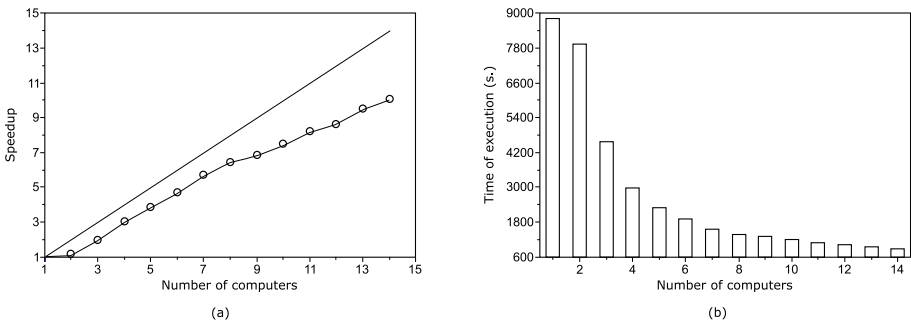 15
13
11
9
7
5
3
1
Speedup
1 3 5 7 9 11 13 15
Number of computers
(a)
9000
7800
6600
5400
4200
3000
1800
600
Time of execution (s.)
2 4 6 8 10 12 14
Number of computers
(b)